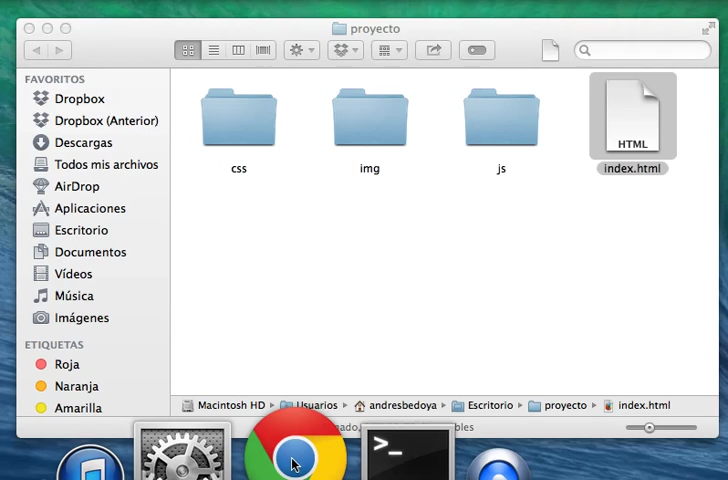 proyecto
FAVORITOS
Dropbox
Dropbox (Anterior)
Descargas
Todos mis archivos
AirDrop
Aplicaciones
Escritorio
Documentos
Vídeos
Música
Imágenes
ETIQUETAS
Roja
Naranja
Amarilla
css
img
js
HTML
index.html
Macintosh HD
Usuarios
andresbedoya
Escritorio
proyecto
index.html
>_